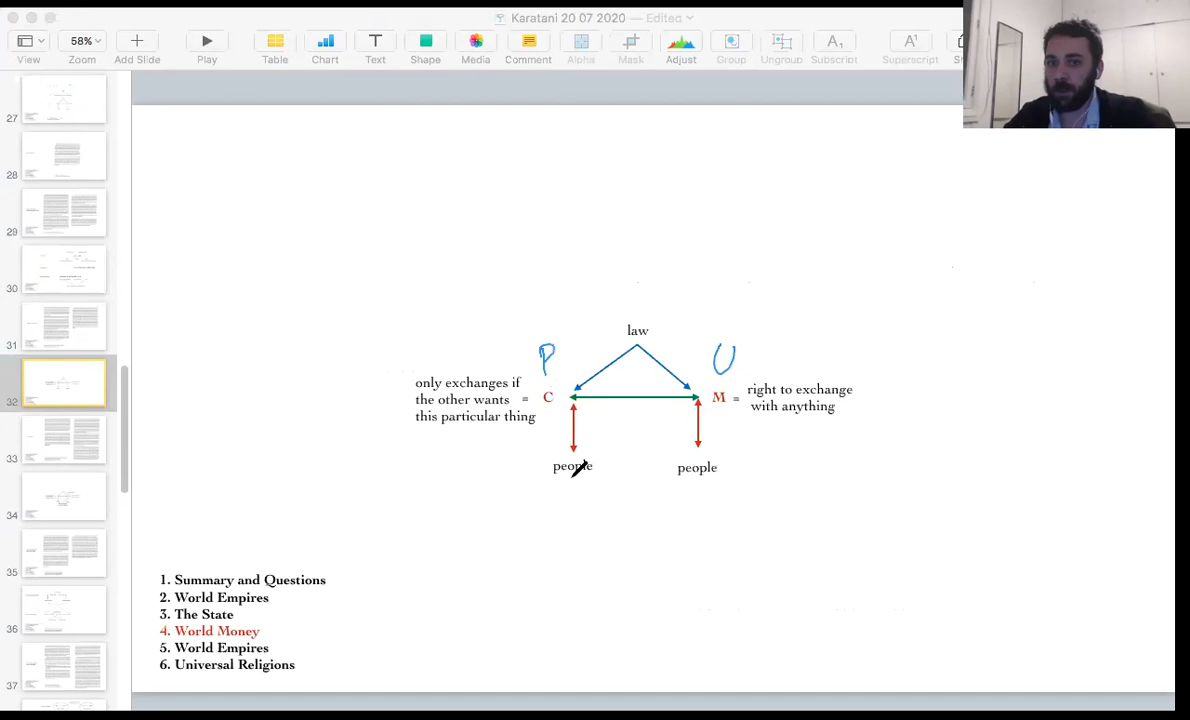 Karatani 20 07 2020 — Edited
58%
View
Zoom
Add Slide
Play
Table
Chart
Text
Shape
Media
Comment
Alpha
Mask
Adjust
Group
Ungroup
Subscript
Superscript
27
28
29
30
31
32
33
34
35
36
37
law
P
U
only exchanges if
the other wants = C
this particular thing
M = right to exchange
with anything
people
people
1. Summary and Questions
2. World Empires
3. The State
4. World Money
5. World Empires
6. Universal Religions